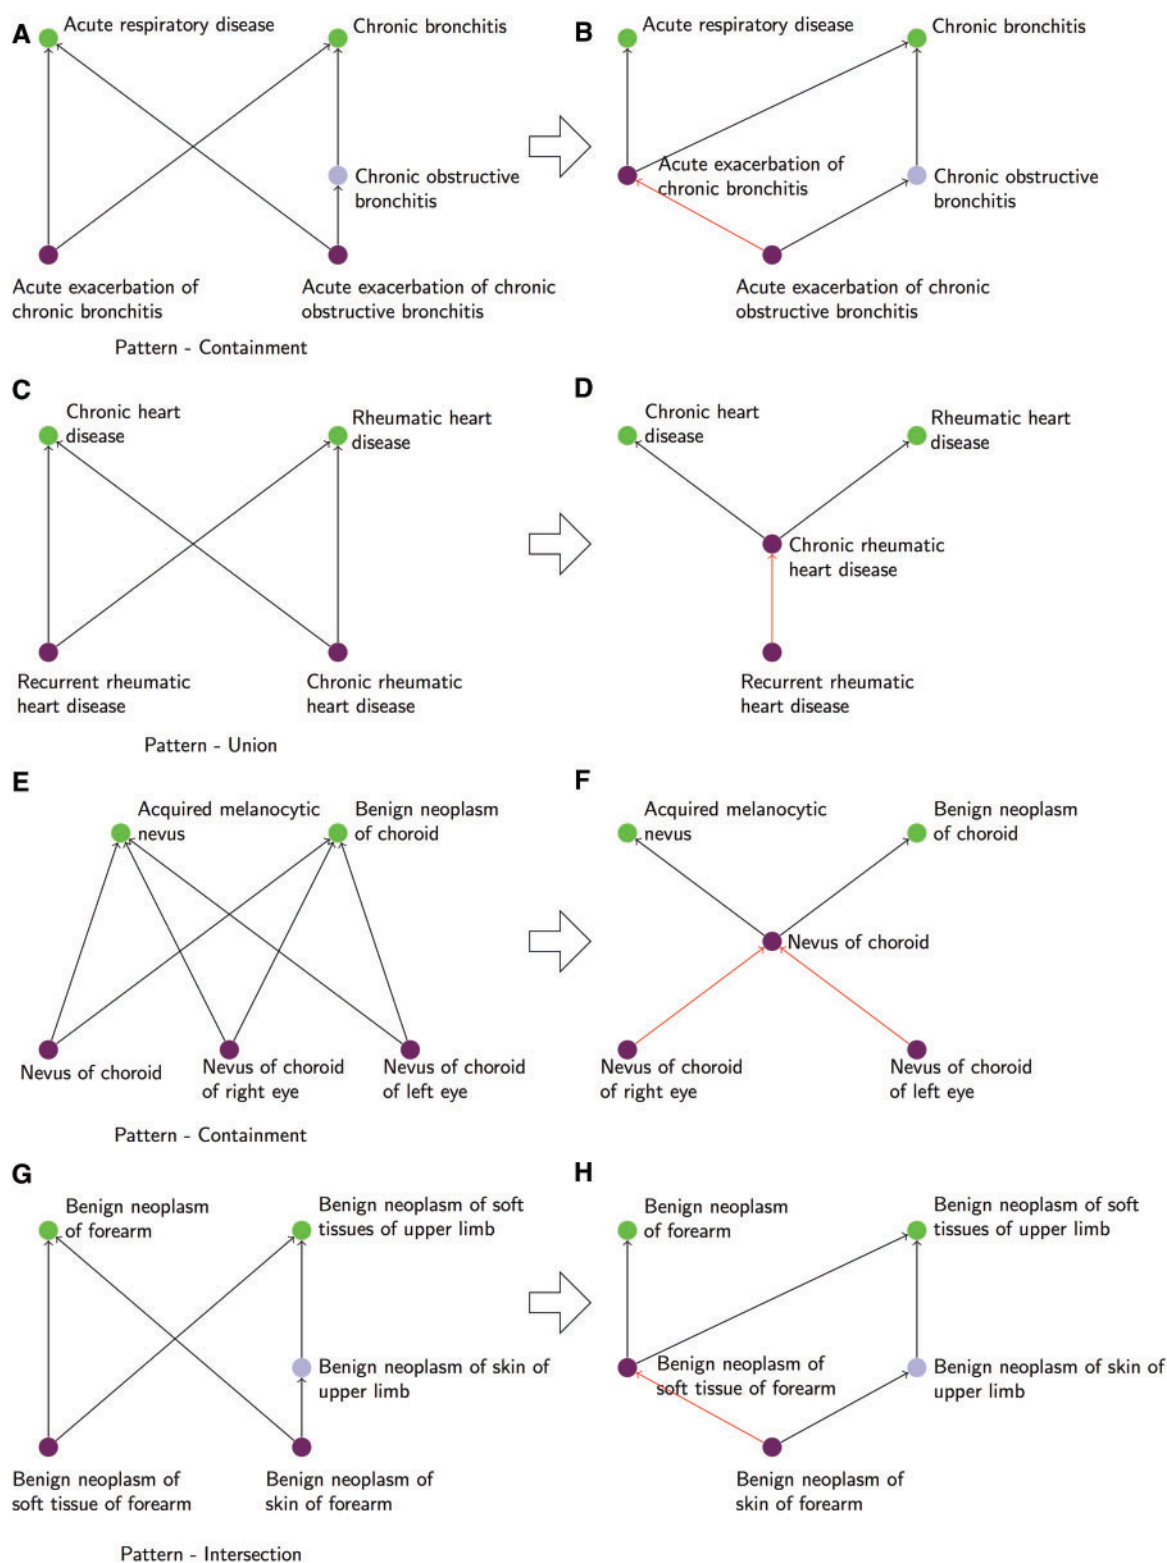 A
Acute respiratory disease
Chronic bronchitis
Chronic obstructive
bronchitis
Acute exacerbation of
chronic bronchitis
Acute exacerbation of chronic
obstructive bronchitis
Pattern - Containment
B
Acute respiratory disease
Chronic bronchitis
Acute exacerbation of
chronic bronchitis
Chronic obstructive
bronchitis
Acute exacerbation of chronic
obstructive bronchitis
C
Chronic heart
disease
Rheumatic heart
disease
Recurrent rheumatic
heart disease
Chronic rheumatic
heart disease
Pattern - Union
D
Chronic heart
disease
Rheumatic heart
disease
Chronic rheumatic
heart disease
Recurrent rheumatic
heart disease
E
Acquired melanocytic
nevus
Benign neoplasm
of choroid
Nevus of choroid
Nevus of choroid
of right eye
Nevus of choroid
of left eye
Pattern - Containment
F
Acquired melanocytic
nevus
Benign neoplasm
of choroid
Nevus of choroid
Nevus of choroid
of right eye
Nevus of choroid
of left eye
G
Benign neoplasm
of forearm
Benign neoplasm of soft
tissues of upper limb
Benign neoplasm of skin of
upper limb
Benign neoplasm of
soft tissue of forearm
Benign neoplasm of
skin of forearm
Pattern - Intersection
H
Benign neoplasm
of forearm
Benign neoplasm of soft
tissues of upper limb
Benign neoplasm of
soft tissue of forearm
Benign neoplasm of skin of
upper limb
Benign neoplasm of
skin of forearm